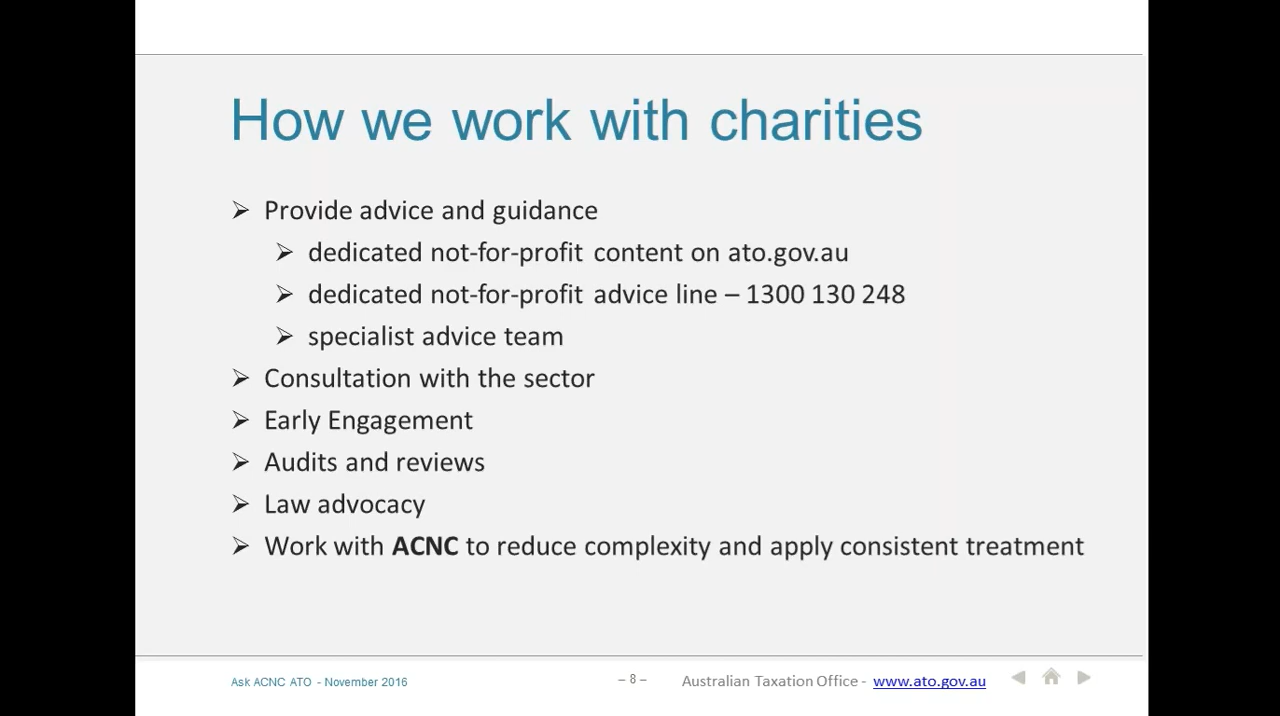 How we work with charities
➢ Provide advice and guidance
➢ dedicated not-for-profit content on ato.gov.au
➢ dedicated not-for-profit advice line – 1300 130 248
➢ specialist advice team
➢ Consultation with the sector
➢ Early Engagement
➢ Audits and reviews
➢ Law advocacy
➢ Work with ACNC to reduce complexity and apply consistent treatment
Ask ACNC ATO - November 2016
– 8 –
Australian Taxation Office - www.ato.gov.au